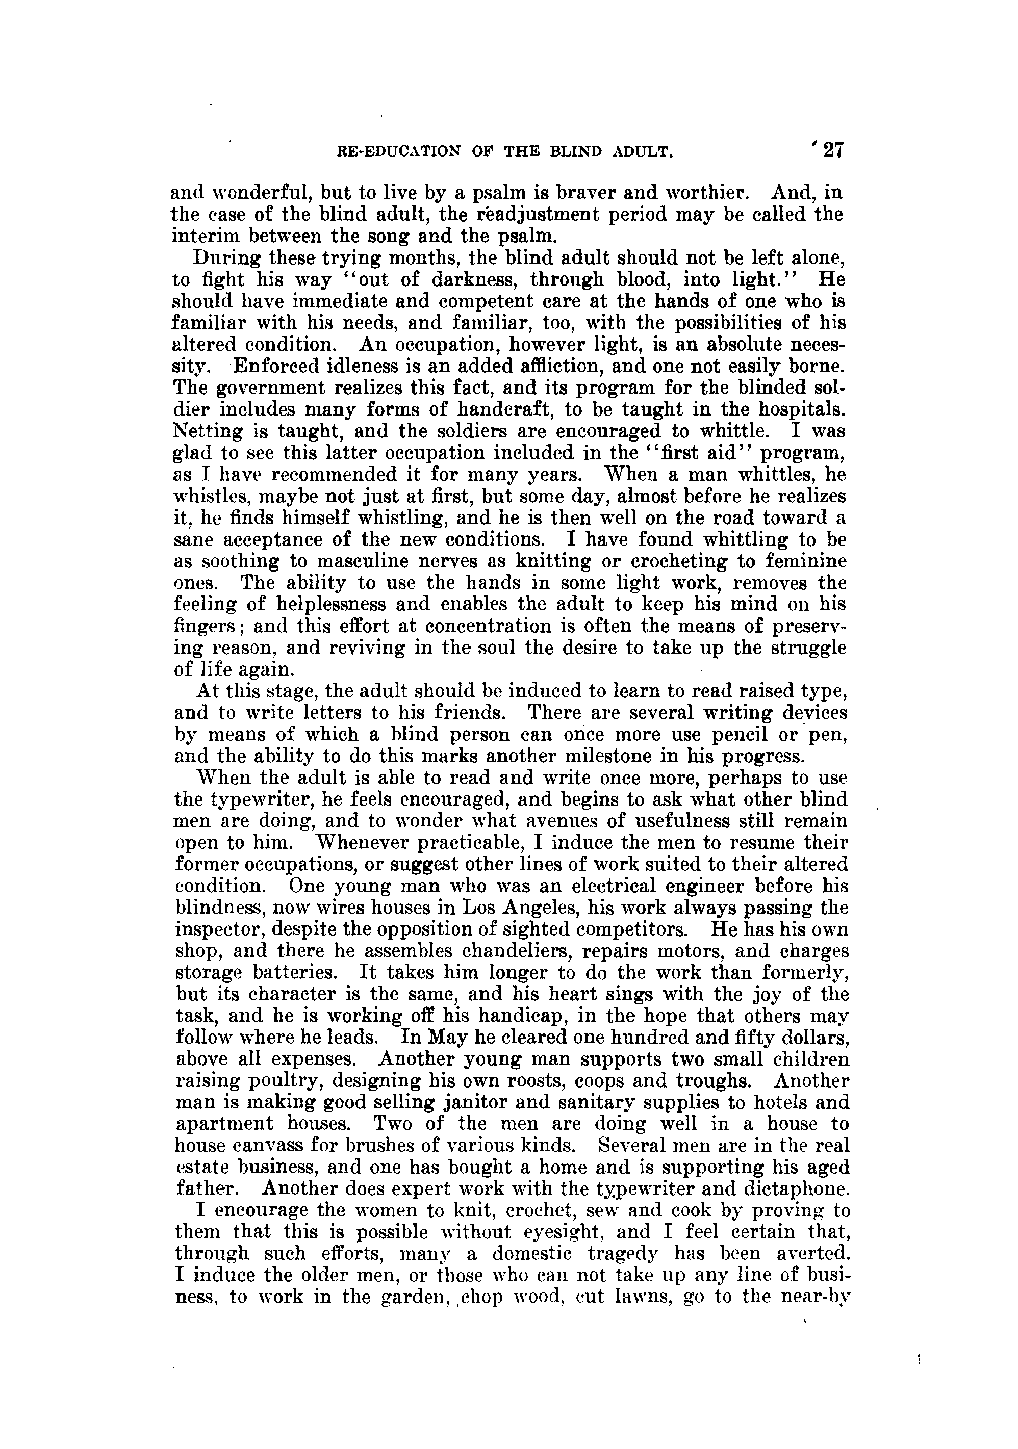 RE-EDUCATION OF THE BLIND ADULT. 27
and wonderful, but to live by a psalm is braver and worthier. And, in
the case of the blind adult, the readjustment period may be called the
interim between the song and the psalm.
During these trying months, the blind adult should not be left alone,
to fight his way "out of darkness, through blood, into light." He
should have immediate and competent care at the hands of one who is
familiar with his needs, and familiar, too, with the possibilities of his
altered condition. An occupation, however light, is an absolute neces-
sity. Enforced idleness is an added affliction, and one not easily borne.
The government realizes this fact, and its program for the blinded sol-
dier includes many forms of handcraft, to be taught in the hospitals.
Netting is taught, and the soldiers are encouraged to whittle. I was
glad to see this latter occupation included in the "first aid" program,
as I have recommended it for many years. When a man whittles, he
whistles, maybe not just at first, but some day, almost before he realizes
it, he finds himself whistling, and he is then well on the road toward a
sane acceptance of the new conditions. I have found whittling to be
as soothing to masculine nerves as knitting or crocheting to feminine
ones. The ability to use the hands in some light work, removes the
feeling of helplessness and enables the adult to keep his mind on his
fingers; and this effort at concentration is often the means of preserv-
ing reason, and reviving in the soul the desire to take up the struggle
of life again.
At this stage, the adult should be induced to learn to read raised type,
and to write letters to his friends. There are several writing devices
by means of which a blind person can once more use pencil or pen,
and the ability to do this marks another milestone in his progress.
When the adult is able to read and write once more, perhaps to use
the typewriter, he feels encouraged, and begins to ask what other blind
men are doing, and to wonder what avenues of usefulness still remain
open to him. Whenever practicable, I induce the men to resume their
former occupations, or suggest other lines of work suited to their altered
condition. One young man who was an electrical engineer before his
blindness, now wires houses in Los Angeles, his work always passing the
inspector, despite the opposition of sighted competitors. He has his own
shop, and there he assembles chandeliers, repairs motors, and charges
storage batteries. It takes him longer to do the work than formerly,
but its character is the same, and his heart sings with the joy of the
task, and he is working off his handicap, in the hope that others may
follow where he leads. In May he cleared one hundred and fifty dollars,
above all expenses. Another young man supports two small children
raising poultry, designing his own roosts, coops and troughs. Another
man is making good selling janitor and sanitary supplies to hotels and
apartment houses. Two of the men are doing well in a house to
house canvass for brushes of various kinds. Several men are in the real
estate business, and one has bought a home and is supporting his aged
father. Another does expert work with the typewriter and dictaphone.
I encourage the women to knit, crochet, sew and cook by proving to
them that this is possible without eyesight, and I feel certain that,
through such efforts, many a domestic tragedy has been averted.
I induce the older men, or those who can not take up any line of busi-
ness, to work in the garden, chop wood, cut lawns, go to the near-by